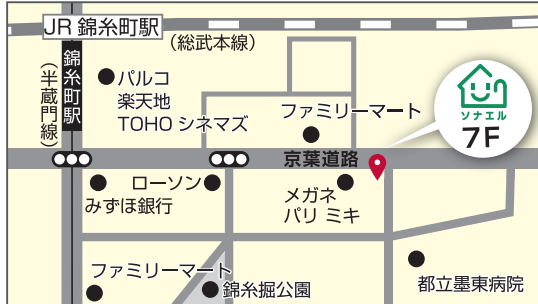 JR 錦糸町駅
(総武本線)
錦糸町駅
(半蔵門線)
パルコ
楽天地
TOHO シネマズ
ファミリーマート
ソナエル
7F
京葉道路
ローソン
みずほ銀行
メガネ
パリ ミキ
ファミリーマート
錦糸掘公園
都立墨東病院